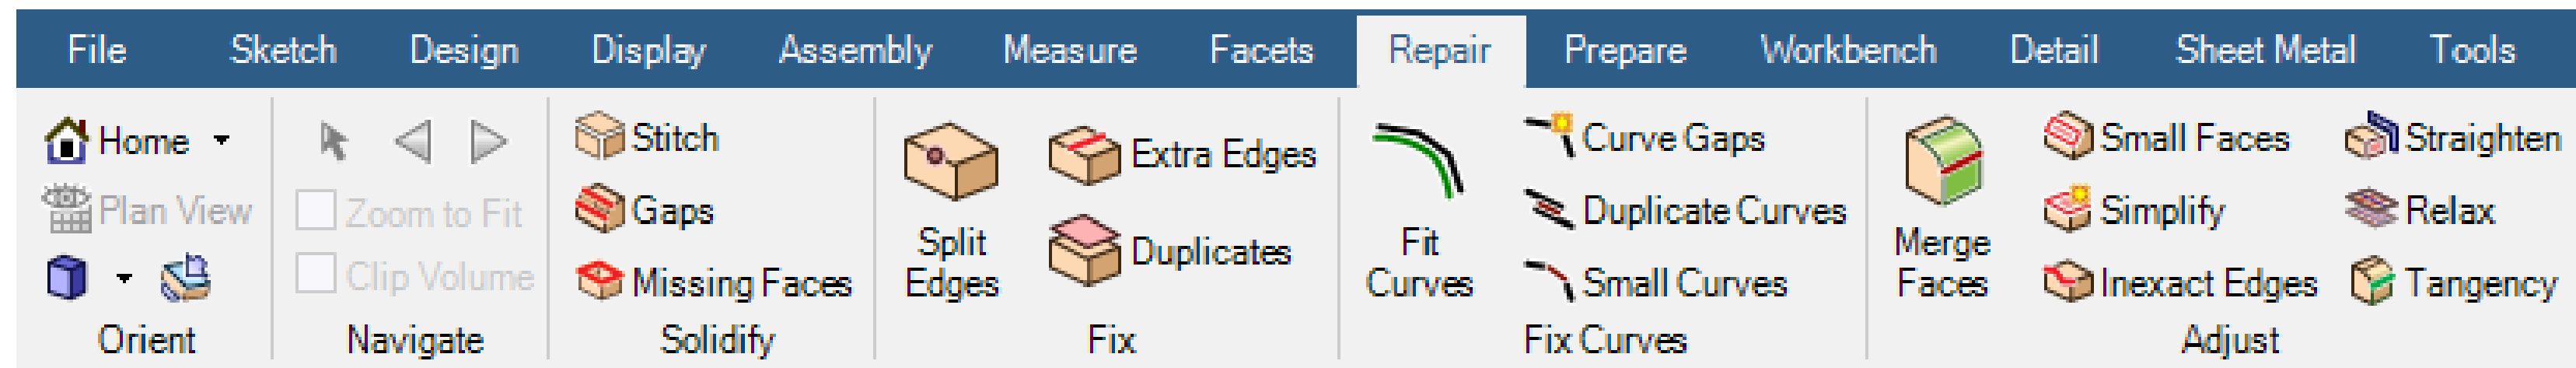 File Sketch Design Display Assembly Measure Facets Repair Prepare Workbench Detail Sheet Metal Tools
Home
Plan View
Orient
Zoom to Fit
Clip Volume
Navigate
Stitch
Gaps
Missing Faces
Solidify
Split
Edges
Extra Edges
Duplicates
Fix
Fit
Curves
Curve Gaps
Duplicate Curves
Small Curves
Fix Curves
Merge
Faces
Small Faces
Simplify
Inexact Edges
Straighten
Relax
Tangency
Adjust